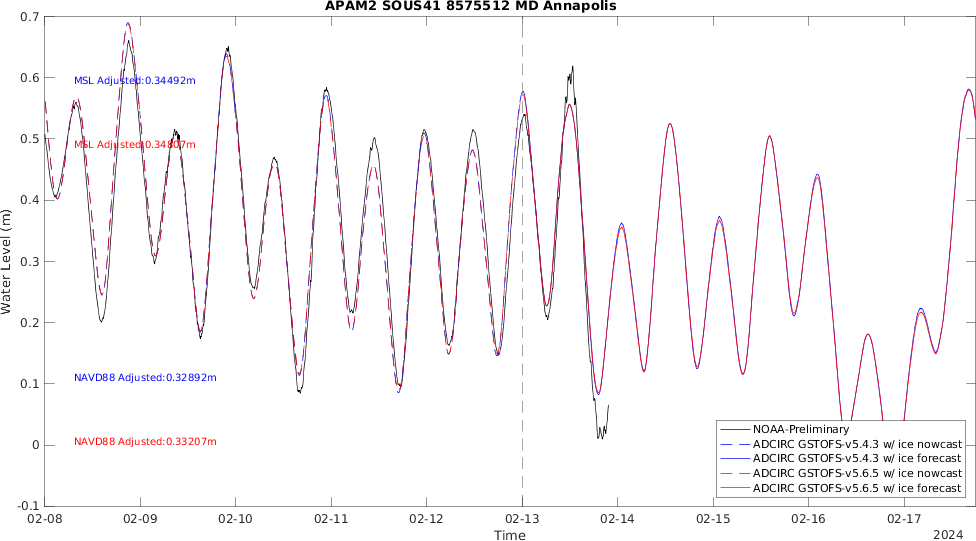 APAM2 SOUS41 8575512 MD Annapolis
0.7
0.6
0.5
0.4
0.3
0.2
0.1
0
-0.1
Water Level (m)
MSL Adjusted:0.34492m
MSL Adjusted:0.34807m
NAVD88 Adjusted:0.32892m
NAVD88 Adjusted:0.33207m
NOAA-Preliminary
ADCIRC GSTOFS-v5.4.3 w/ ice nowcast
ADCIRC GSTOFS-v5.4.3 w/ ice forecast
ADCIRC GSTOFS-v5.6.5 w/ ice nowcast
ADCIRC GSTOFS-v5.6.5 w/ ice forecast
02-08 02-09 02-10 02-11 02-12 02-13 02-14 02-15 02-16 02-17
Time
2024